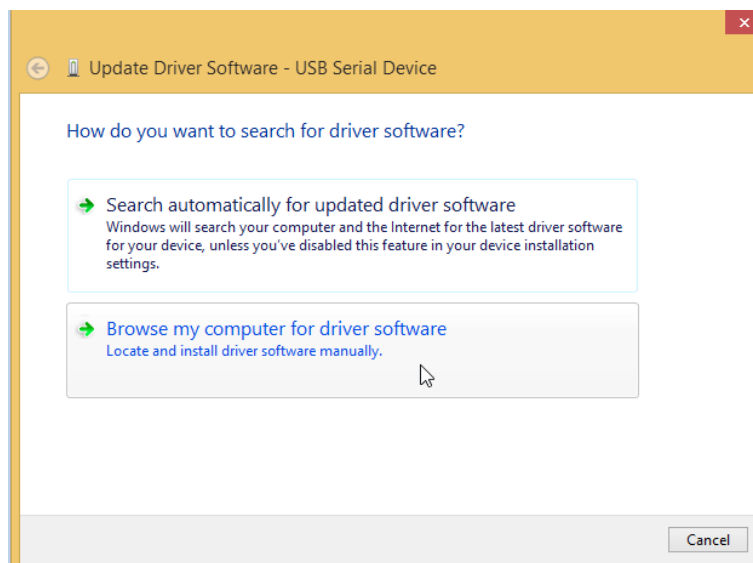 Update Driver Software - USB Serial Device
How do you want to search for driver software?
Search automatically for updated driver software
Windows will search your computer and the Internet for the latest driver software
for your device, unless you've disabled this feature in your device installation
settings.
Browse my computer for driver software
Locate and install driver software manually.
Cancel